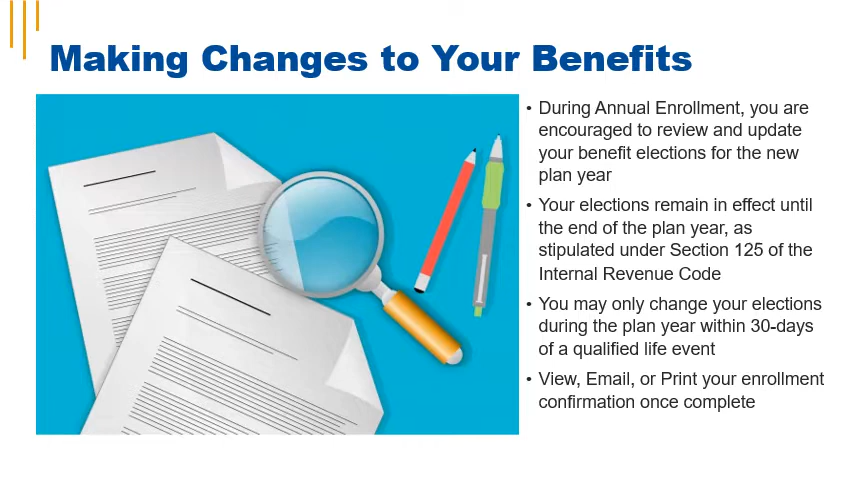 Making Changes to Your Benefits
• During Annual Enrollment, you are
encouraged to review and update
your benefit elections for the new
plan year
• Your elections remain in effect until
the end of the plan year, as
stipulated under Section 125 of the
Internal Revenue Code
• You may only change your elections
during the plan year within 30-days
of a qualified life event
• View, Email, or Print your enrollment
confirmation once complete